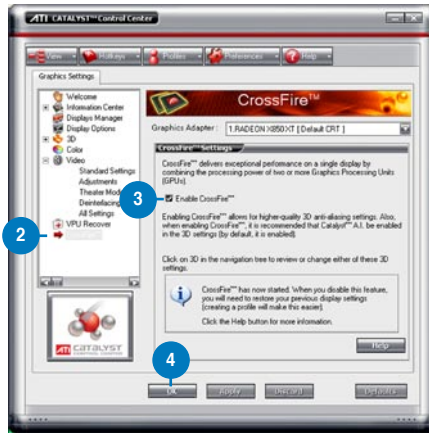 ATI CATALYST™ Control Center
View
Hotkeys
Profiles
Preferences
Help
Graphics Settings
Welcome
Information Center
Displays Manager
Display Options
3D
Color
Video
Standard Settings
Adjustments
Theater Mode
Deinterlacing
All Settings
VPU Recover
2
ATI CATALYST
CONTROL CENTER
CrossFire™
Graphics Adapter :
1.RADEON X850 XT [ Default CRT ]
CrossFire™ Settings
CrossFire™ delivers exceptional performance on a single display by
combining the processing power of two or more Graphics Processing Units
(GPUs).
3
Enable CrossFire™
Enabling CrossFire™ allows for higher-quality 3D anti-aliasing settings. Also,
when enabling CrossFire™, it is recommended that Catalyst™ A.I. be enabled
in the 3D settings (by default, it is enabled).
Click on 3D in the navigation tree to review or change either of these 3D
settings.
CrossFire™ has now started. When you disable this feature,
you will need to restore your previous display settings
(creating a profile will make this easier).
Click the Help button for more information.
Help
4
OK
Apply
Discard
Defaults